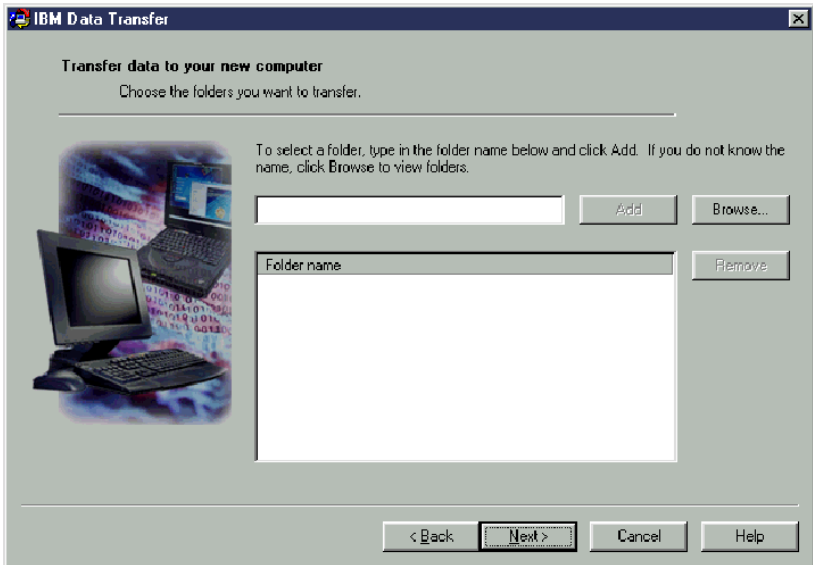 IBM Data Transfer
Transfer data to your new computer
Choose the folders you want to transfer.
To select a folder, type in the folder name below and click Add. If you do not know the
name, click Browse to view folders.
Add
Browse...
Folder name
Remove
< Back
Next >
Cancel
Help